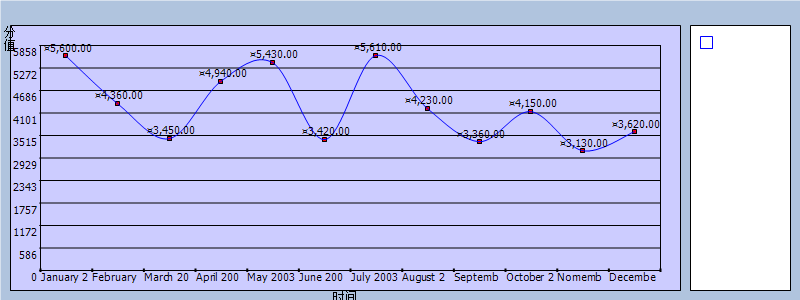 分
值
5858
5272
4686
4101
3515
2929
2343
1757
1172
586
0
¤5,600.00
¤4,360.00
¤3,450.00
¤4,940.00
¤5,430.00
¤3,420.00
¤5,610.00
¤4,230.00
¤3,360.00
¤4,150.00
¤3,130.00
¤3,620.00
January 2
February
March 20
April 200
May 2003
June 200
July 2003
August 2
Septemb
October 2
Nomemb
Decembe
时间